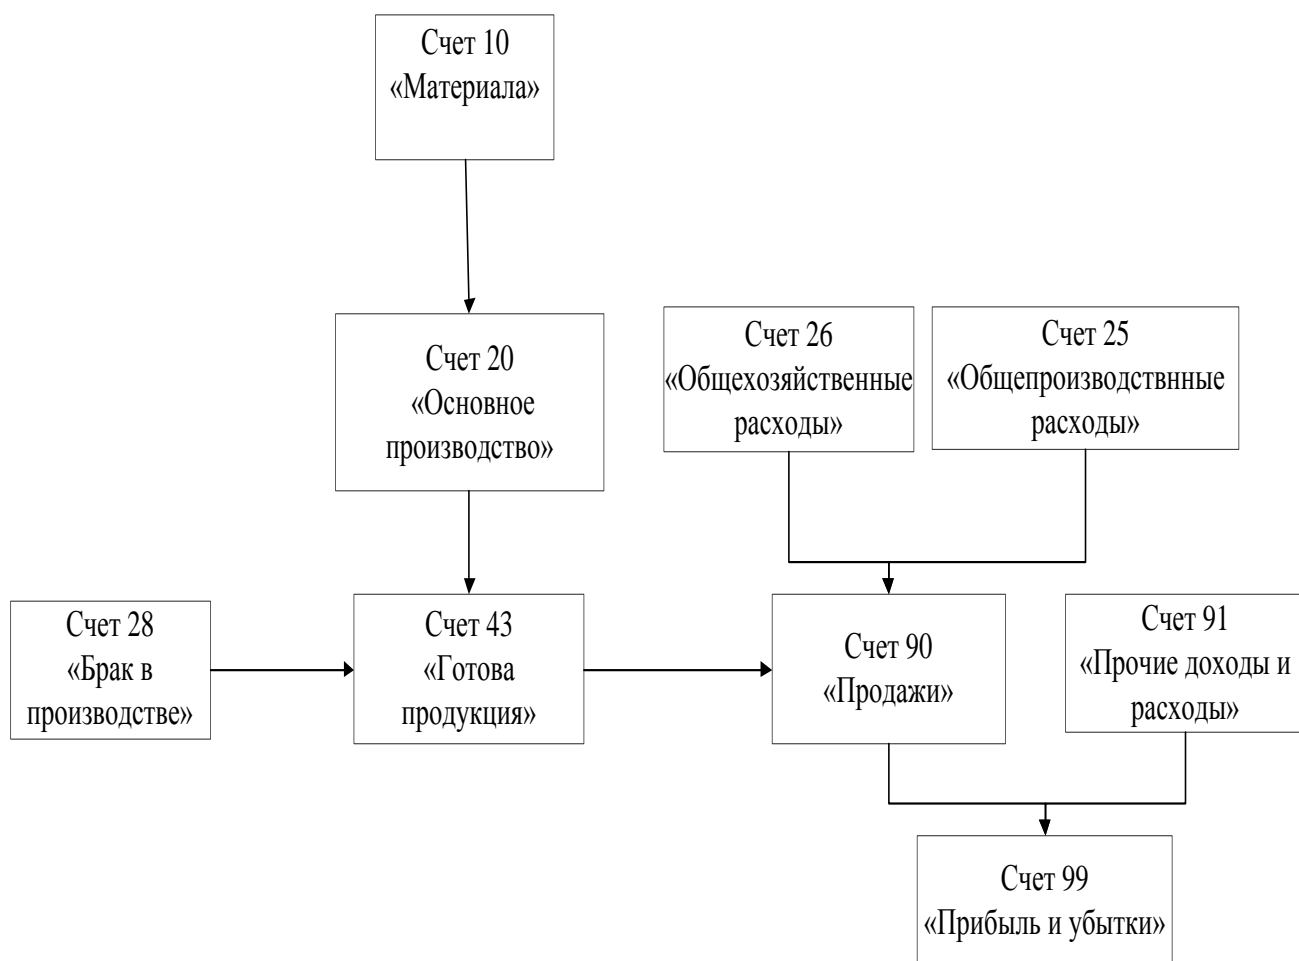 Счет 10
«Материала»
Счет 20
«Основное
производство»
Счет 26
«Общехозяйственные
расходы»
Счет 25
«Общепроизводствнные
расходы»
Счет 28
«Брак в
производстве»
Счет 43
«Готова
продукция»
Счет 90
«Продажи»
Счет 91
«Прочие доходы и
расходы»
Счет 99
«Прибыль и убытки»